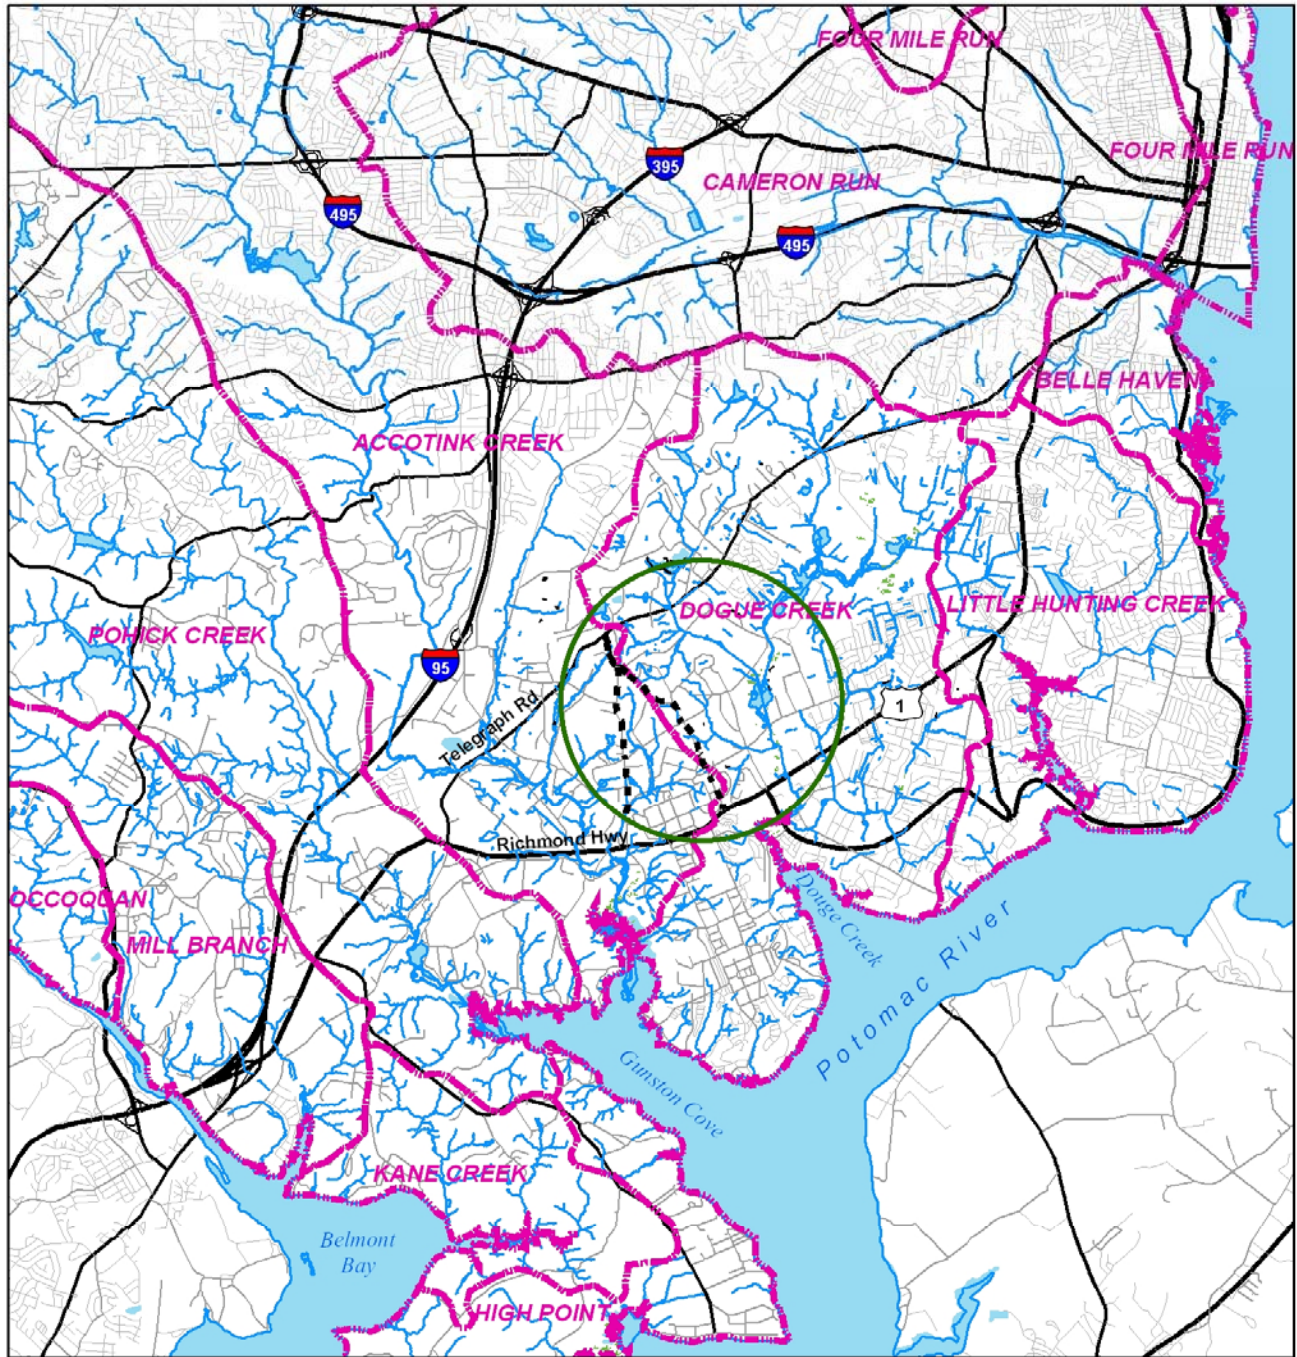 FOUR MILE RUN
FOUR MILE RUN
395
CAMERON RUN
495
495
BELLE HAVEN
ACCOTINK CREEK
DOGUE CREEK
LITTLE HUNTING CREEK
POHICK CREEK
95
1
Telegraph Rd
Richmond Hwy
OCCOQUAN
Douge Creek
MILL BRANCH
Potomac River
Gunston Cove
KANE CREEK
Belmont
Bay
HIGH POINT